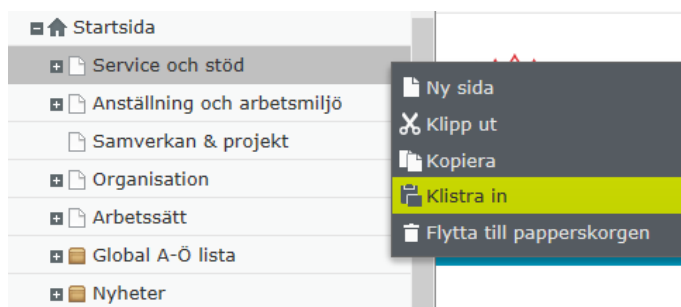 Startsida
Service och stöd
Anställning och arbetsmiljö
Samverkan & projekt
Organisation
Arbetssätt
Global A-Ö lista
Nyheter
Ny sida
Klipp ut
Kopiera
Klistra in
Flytta till papperskorgen